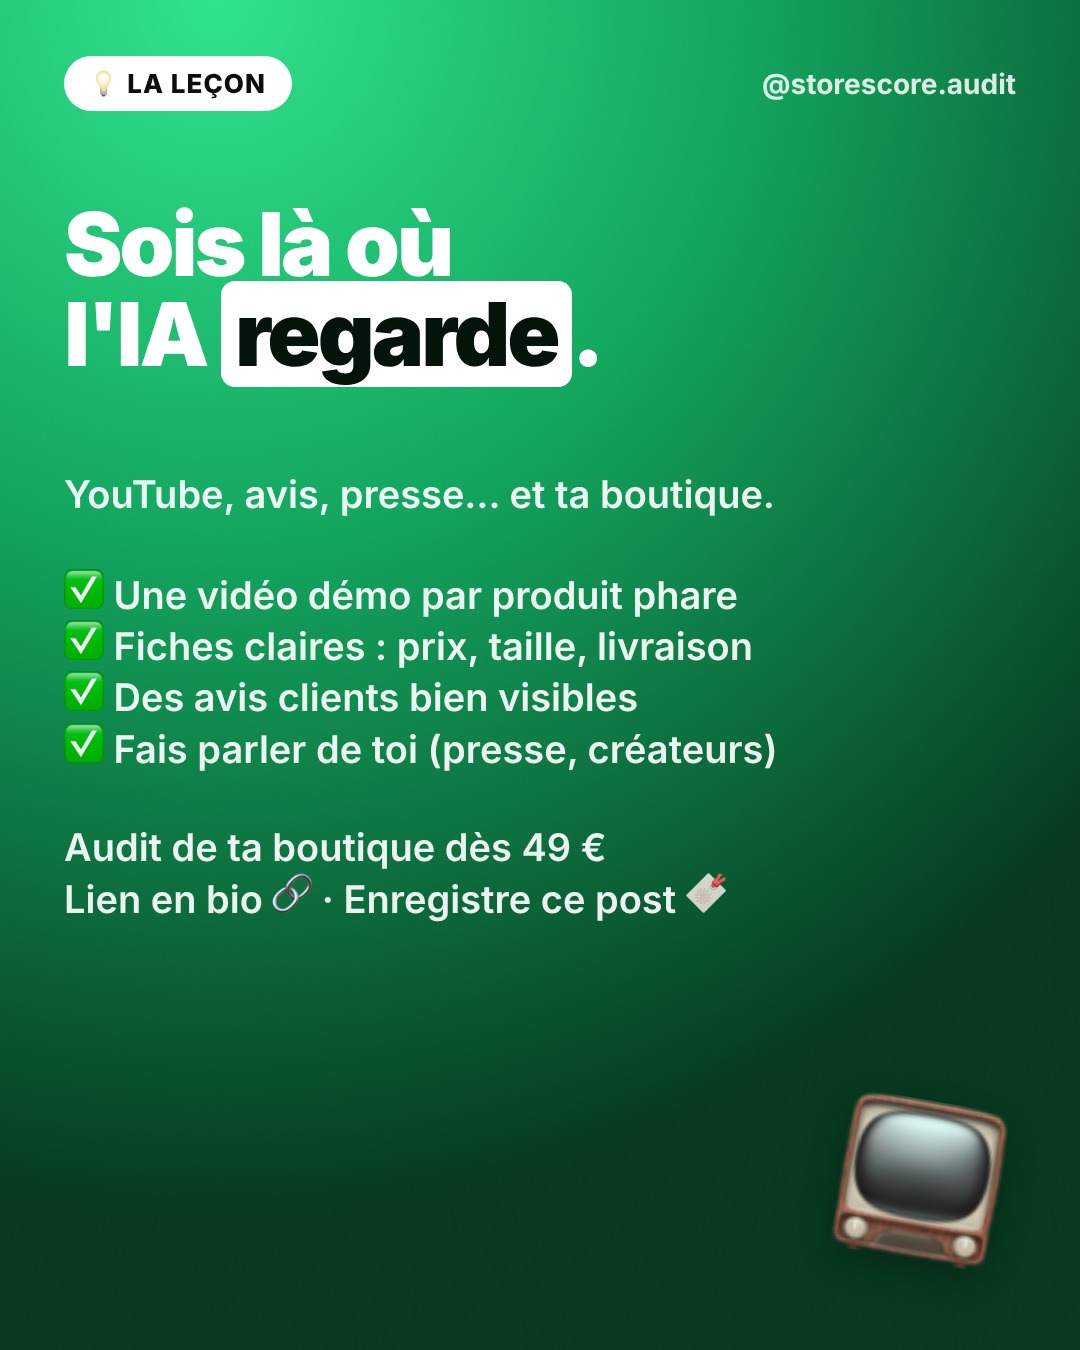 💡 LA LEÇON
@storescore.audit
Sois là où
l'IA regarde.
YouTube, avis, presse… et ta boutique.
✅ Une vidéo démo par produit phare
✅ Fiches claires : prix, taille, livraison
✅ Des avis clients bien visibles
✅ Fais parler de toi (presse, créateurs)
Audit de ta boutique dès 49 €
Lien en bio 🔗 · Enregistre ce post 🔖